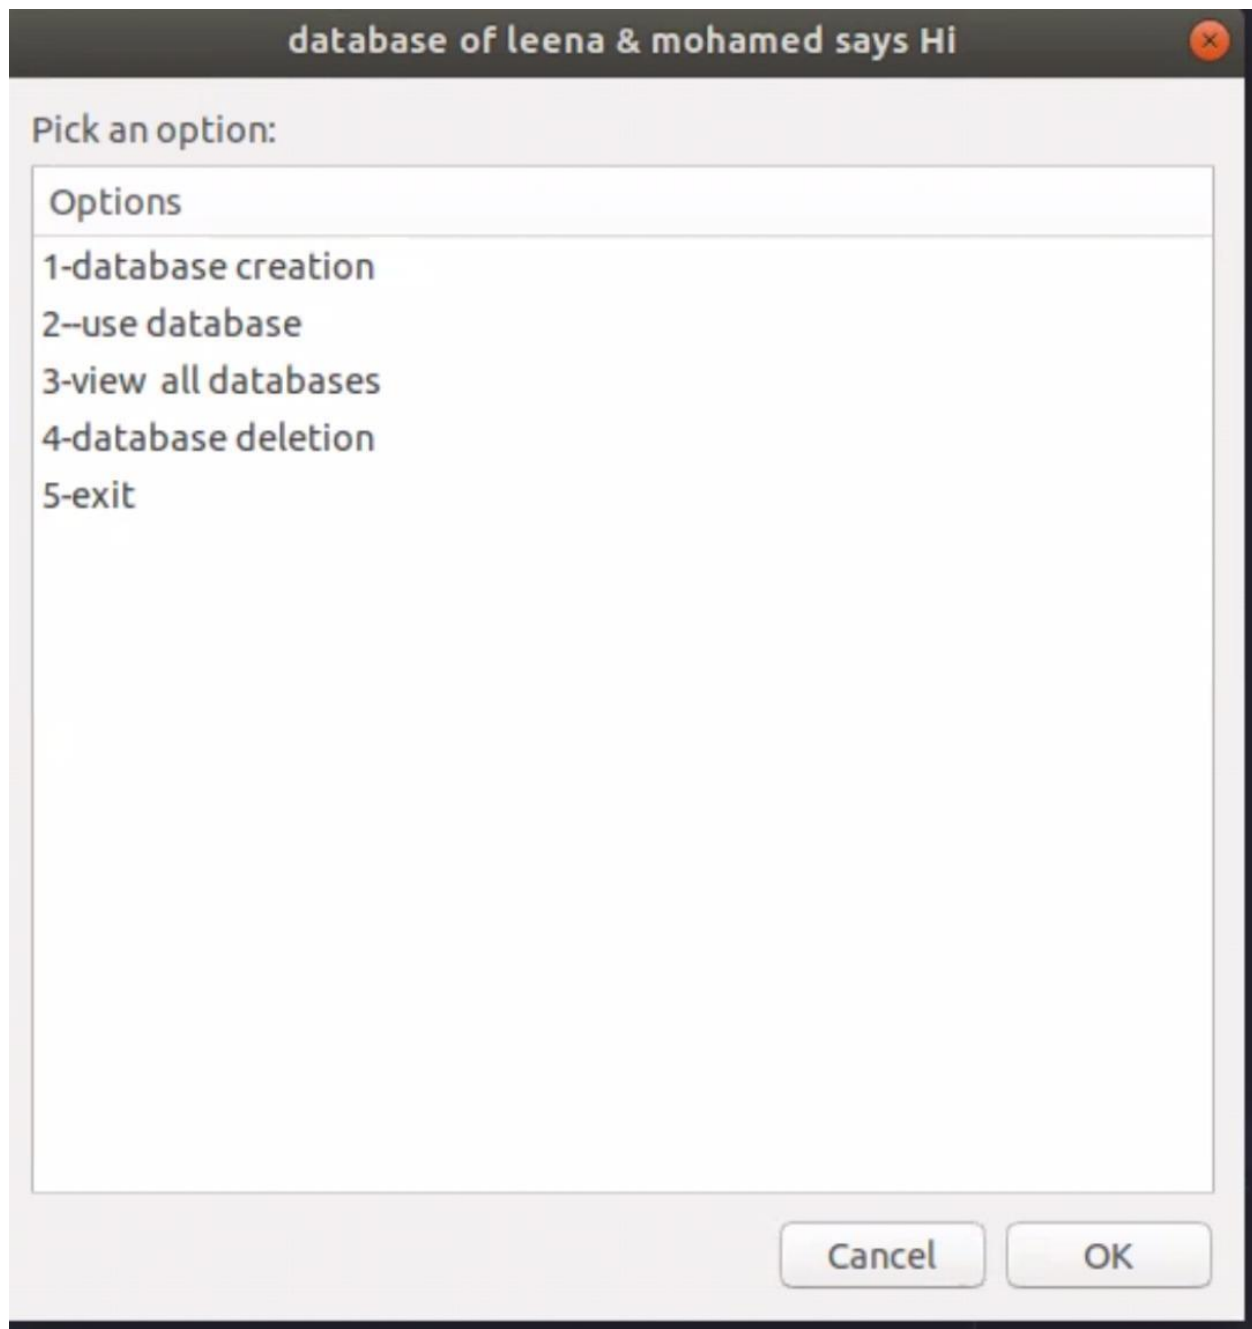 database of leena & mohamed says Hi
Pick an option:
Options
1-database creation
2--use database
3-view  all databases
4-database deletion
5-exit
Cancel
OK